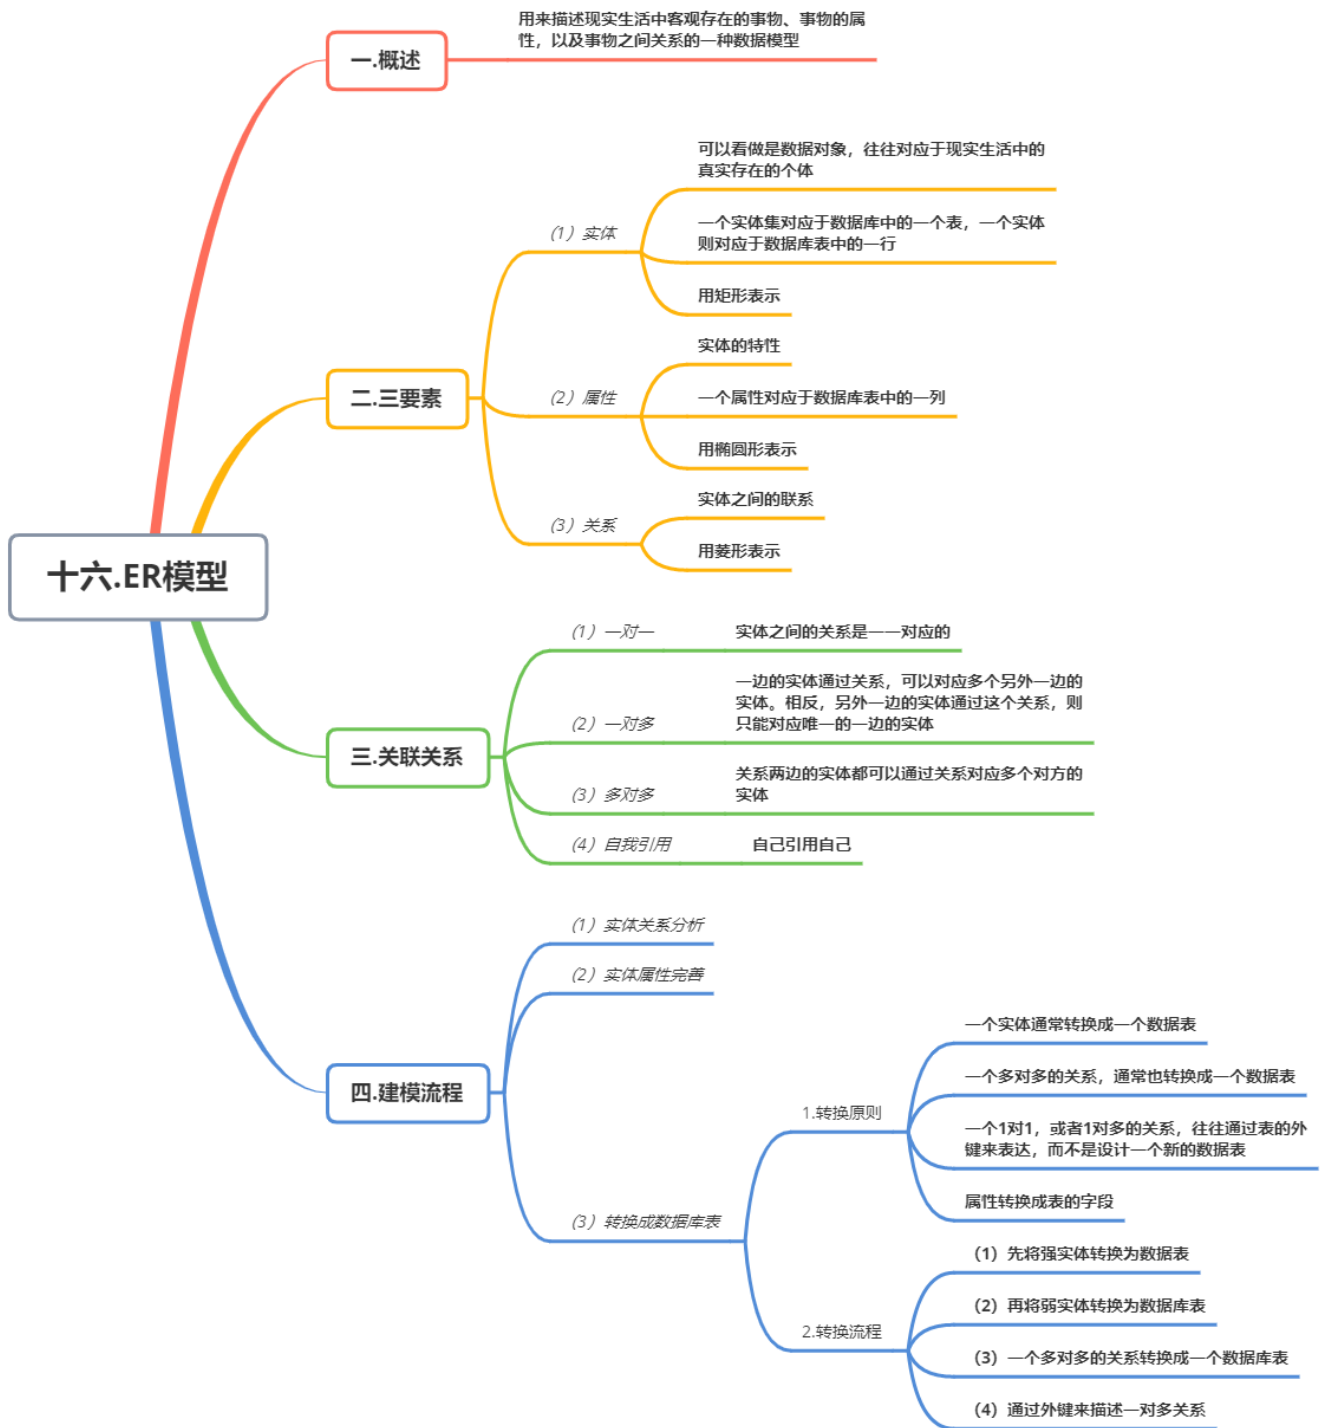 十六.ER模型
一.概述
用来描述现实生活中客观存在的事物、事物的属
性，以及事物之间关系的一种数据模型
二.三要素
（1）实体
可以看做是数据对象，往往对应于现实生活中的
真实存在的个体
一个实体集对应于数据库中的一个表，一个实体
则对应于数据库表中的一行
用矩形表示
（2）属性
实体的特性
一个属性对应于数据库表中的一列
用椭圆形表示
（3）关系
实体之间的联系
用菱形表示
三.关联关系
（1）一对一
实体之间的关系是一一对应的
（2）一对多
一边的实体通过关系，可以对应多个另外一边的
实体。相反，另外一边的实体通过这个关系，则
只能对应唯一的一边的实体
（3）多对多
关系两边的实体都可以通过关系对应多个对方的
实体
（4）自我引用
自己引用自己
四.建模流程
（1）实体关系分析
（2）实体属性完善
（3）转换成数据库表
1.转换原则
一个实体通常转换成一个数据表
一个多对多的关系，通常也转换成一个数据表
一个1对1，或者1对多的关系，往往通过表的外
键来表达，而不是设计一个新的数据表
属性转换成表的字段
2.转换流程
（1）先将强实体转换为数据表
（2）再将弱实体转换为数据库表
（3）一个多对多的关系转换成一个数据库表
（4）通过外键来描述一对多关系